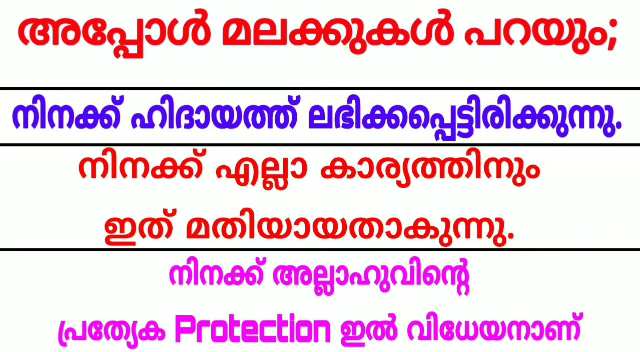 അപ്പോൾ മലക്കുകൾ പറയും;
നിനക്ക് ഹിദായത്ത് ലഭിക്കപ്പെട്ടിരിക്കുന്നു.
നിനക്ക് എല്ലാ കാര്യത്തിനും
ഇത് മതിയായതാകുന്നു.
നിനക്ക് അല്ലാഹുവിന്റെ
പ്രത്യേക Protection ഇൽ വിധേയനാണ്